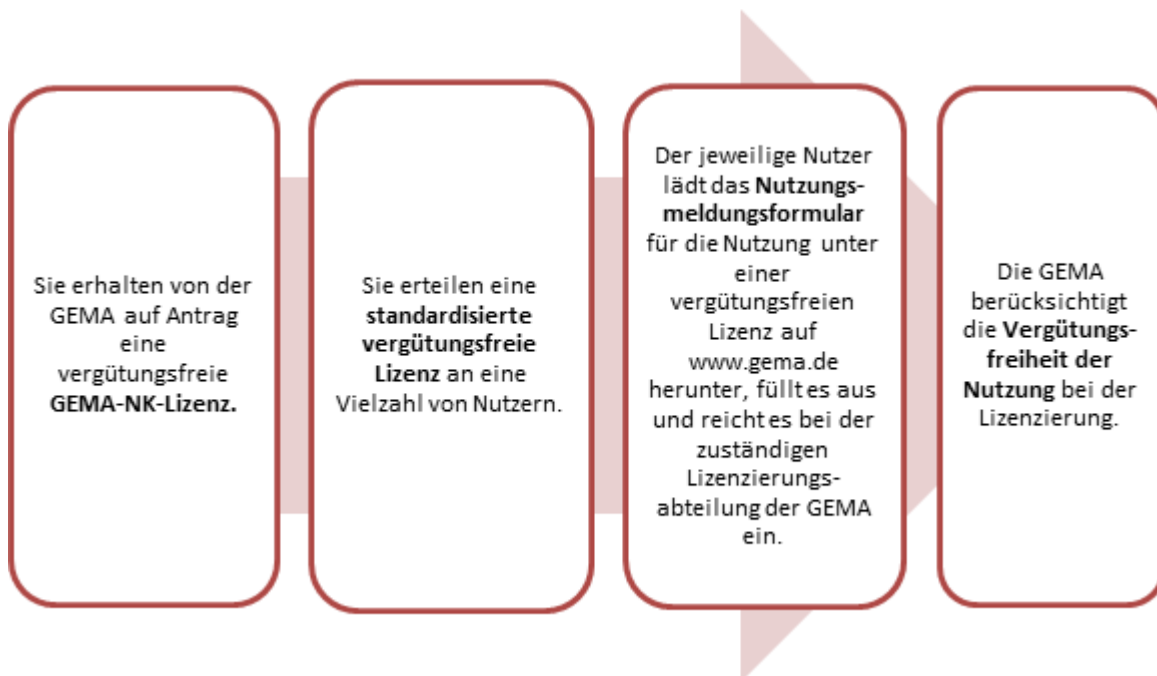 Sie erhalten von der
GEMA auf Antrag
eine
vergütungsfreie
GEMA-NK-Lizenz.
Sie erteilen eine
standardisierte
vergütungsfreie
Lizenz an eine
Vielzahl von Nutzern.
Der jeweilige Nutzer
lädt das Nutzungs-
meldungsformular
für die Nutzung unter
einer
vergütungsfreien
Lizenz auf
www.gema.de
herunter, füllt es aus
und reicht es bei der
zuständigen
Lizenzierungs-
abteilung der GEMA
ein.
Die GEMA
berücksichtigt
die Vergütungs-
freiheit der
Nutzung bei der
Lizenzierung.